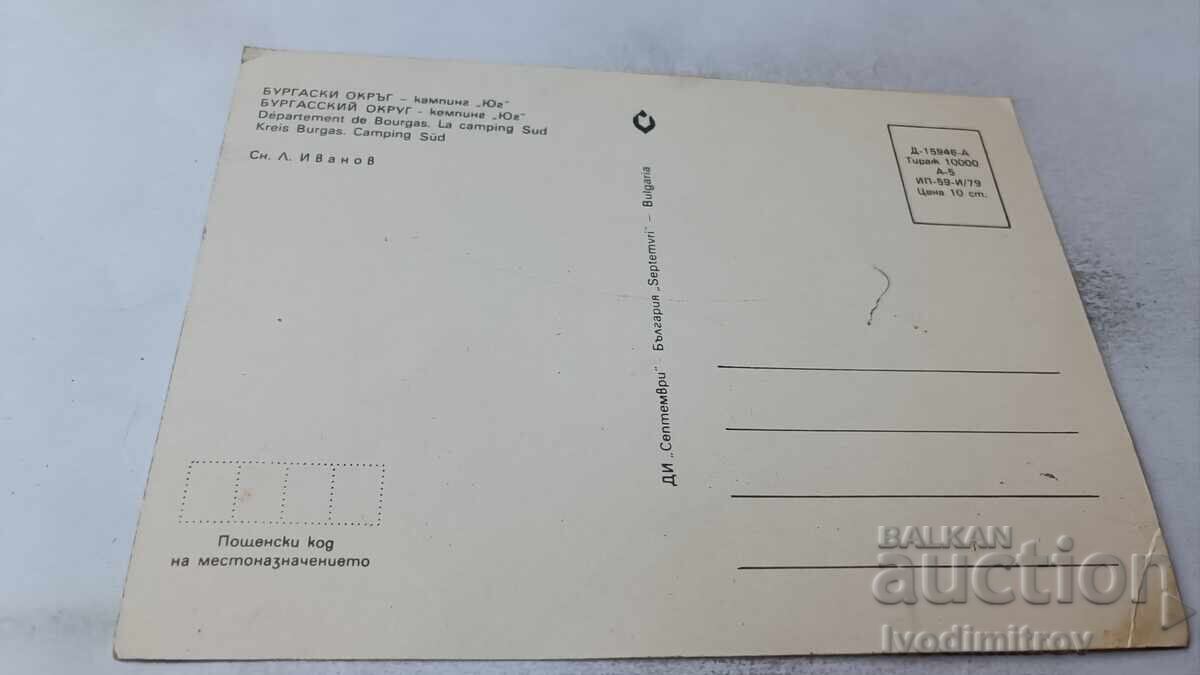 БУРГАСКИ ОКРЪГ – кампинг „Юг"
БУРГАССКИЙ ОКРУГ - кемпинг „Юг"
Département de Bourgas. La camping Sud
Kreis Burgas. Camping Süd
Сн. Л. Иванов
ДИ „Септември" · България „Septemvri" – Bulgaria
Д-15946-А
Тираж 10000
А-5
ИП-59-И/79
Цена 10 ст.
Пощенски код
на местоназначението
BALKAN
auction
Ivodimitrov